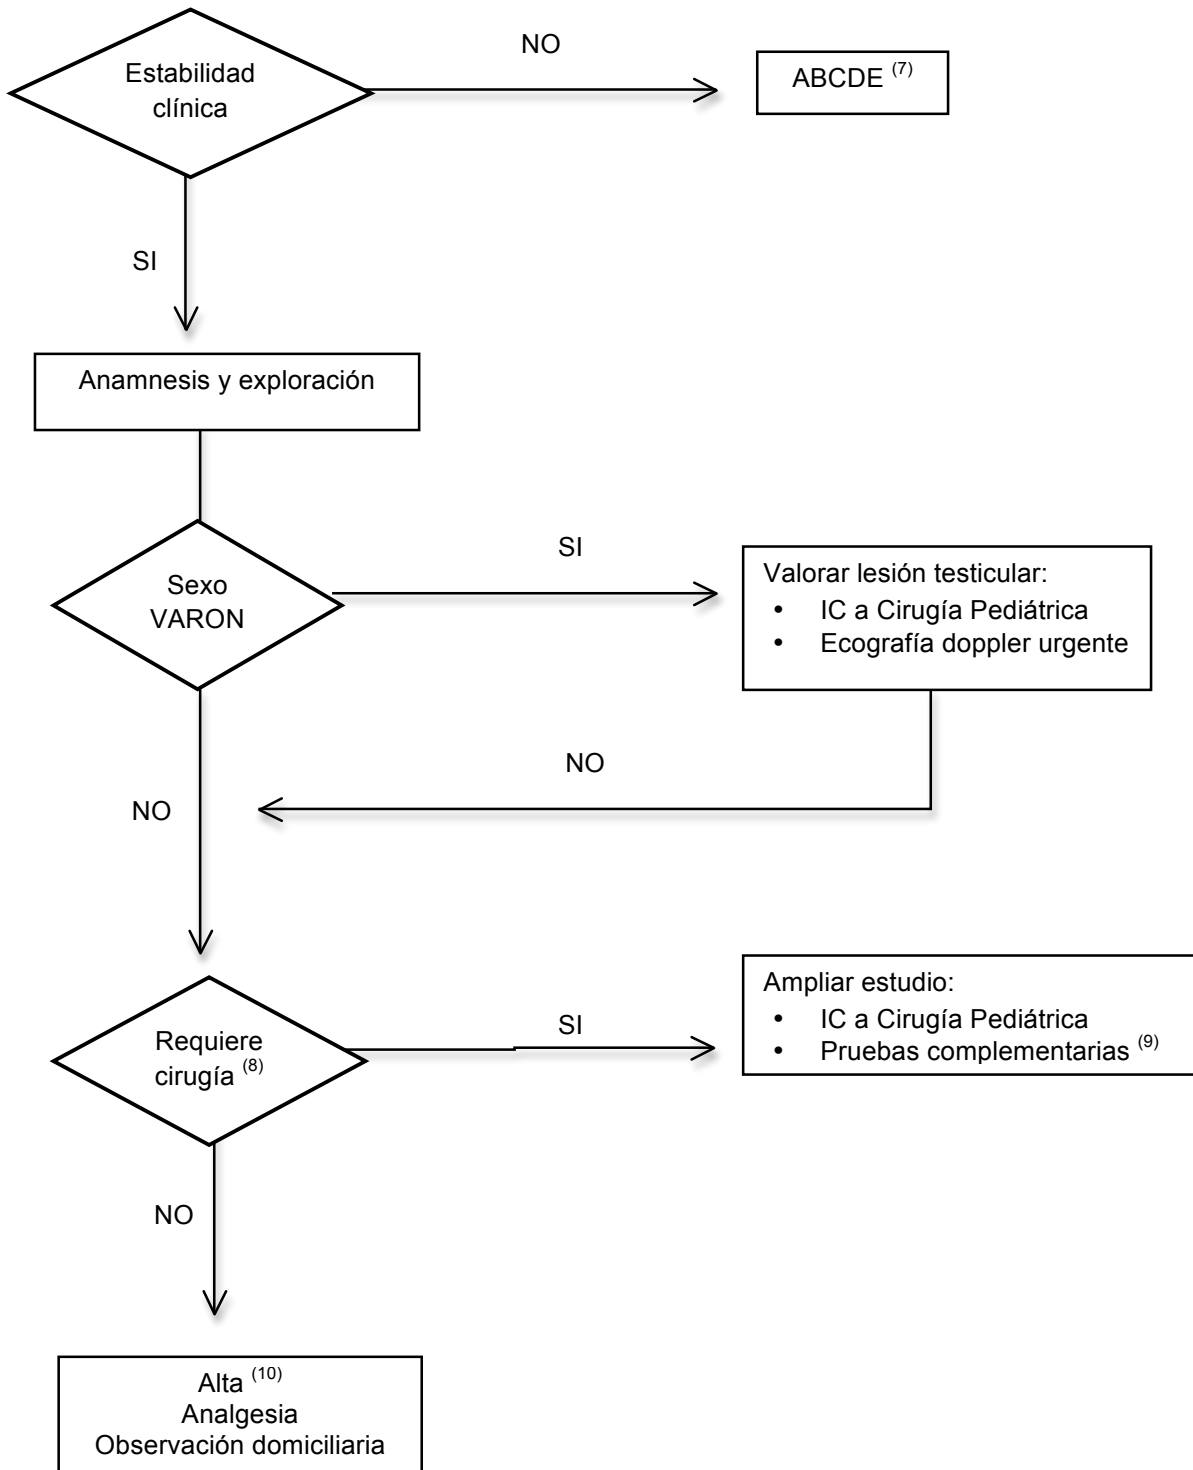 Estabilidad
clínica
NO
ABCDE (7)
SI
Anamnesis y exploración
Sexo
VARON
SI
Valorar lesión testicular:
• IC a Cirugía Pediátrica
• Ecografía doppler urgente
NO
NO
Requiere
cirugía (8)
SI
Ampliar estudio:
• IC a Cirugía Pediátrica
• Pruebas complementarias (9)
NO
Alta (10)
Analgesia
Observación domiciliaria